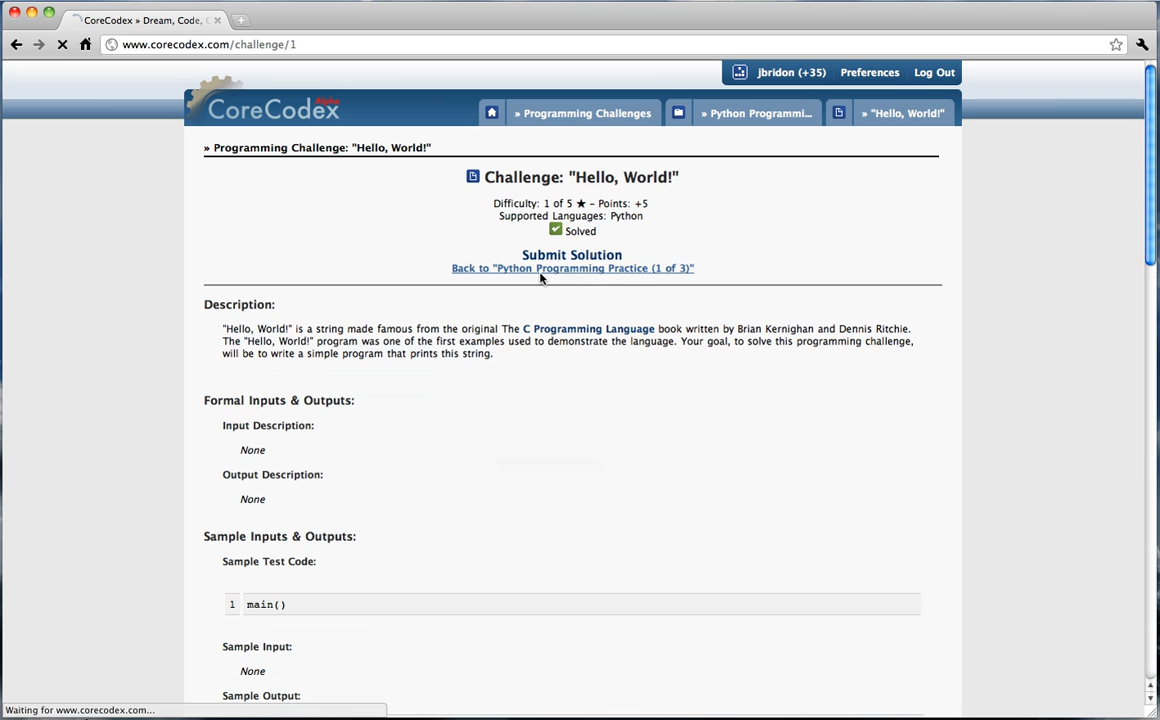 CoreCodex » Dream, Code, C
www.corecodex.com/challenge/1
jbridon (+35) Preferences Log Out
CoreCodex Alpha
» Programming Challenges » Python Programmi... » "Hello, World!"
» Programming Challenge: "Hello, World!"
Challenge: "Hello, World!"
Difficulty: 1 of 5 ★ – Points: +5
Supported Languages: Python
Solved
Submit Solution
Back to "Python Programming Practice (1 of 3)"
Description:
"Hello, World!" is a string made famous from the original The C Programming Language book written by Brian Kernighan and Dennis Ritchie.
The "Hello, World!" program was one of the first examples used to demonstrate the language. Your goal, to solve this programming challenge,
will be to write a simple program that prints this string.
Formal Inputs & Outputs:
Input Description:
None
Output Description:
None
Sample Inputs & Outputs:
Sample Test Code:
1 main()
Sample Input:
None
Sample Output:
Waiting for www.corecodex.com...